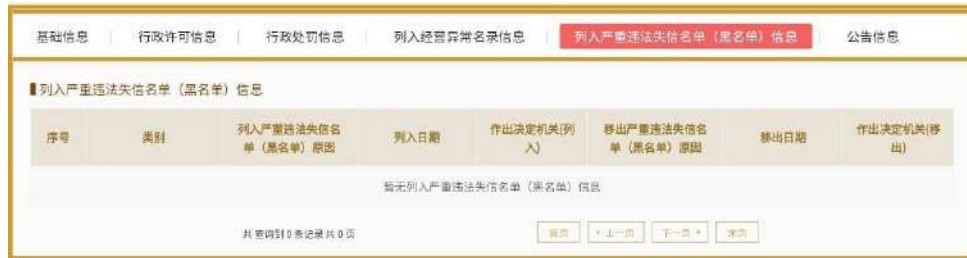 基础信息 行政许可信息 行政处罚信息 列入经营异常名录信息 列入严重违法失信名单（黑名单）信息 公告信息
列入严重违法失信名单（黑名单）信息
序号 类别 列入严重违法失信名单（黑名单）原因 列入日期 作出决定机关(列入) 移出严重违法失信名单（黑名单）原因 移出日期 作出决定机关(移出)
暂无列入严重违法失信名单（黑名单）信息
共查询到0条记录共0页 首页 上一页 下一页 末页